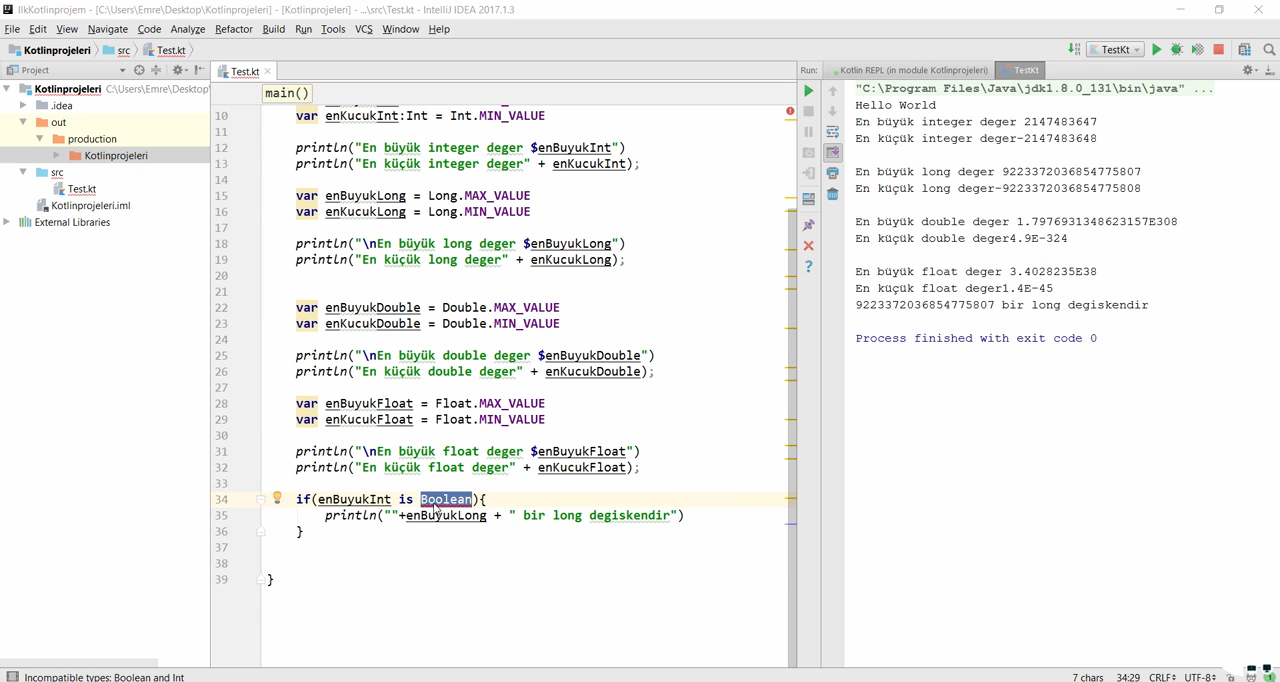 IlkKotlinprojem - [C:\Users\Emre\Desktop\Kotlinprojeleri] - [Kotlinprojeleri] - ...\src\Test.kt - IntelliJ IDEA 2017.1.3
File Edit View Navigate Code Analyze Refactor Build Run Tools VCS Window Help
Kotlinprojeleri src Test.kt TestKt
Project Test.kt Run: Kotlin REPL (in module Kotlinprojeleri) TestKt
Kotlinprojeleri C:\Users\Emre\Desktop\
.idea
out
production
Kotlinprojeleri
src
Test.kt
Kotlinprojeleri.iml
External Libraries
main()
10 var enKucukInt:Int = Int.MIN_VALUE
11
12 println("En büyük integer deger $enBuyukInt")
13 println("En küçük integer deger" + enKucukInt);
14
15 var enBuyukLong = Long.MAX_VALUE
16 var enKucukLong = Long.MIN_VALUE
17
18 println("\nEn büyük long deger $enBuyukLong")
19 println("En küçük long deger" + enKucukLong);
20
21
22 var enBuyukDouble = Double.MAX_VALUE
23 var enKucukDouble = Double.MIN_VALUE
24
25 println("\nEn büyük double deger $enBuyukDouble")
26 println("En küçük double deger" + enKucukDouble);
27
28 var enBuyukFloat = Float.MAX_VALUE
29 var enKucukFloat = Float.MIN_VALUE
30
31 println("\nEn büyük float deger $enBuyukFloat")
32 println("En küçük float deger" + enKucukFloat);
33
34 if(enBuyukInt is Boolean){
35 println(""+enBuyukLong + " bir long degiskendir")
36 }
37
38
39 }
"C:\Program Files\Java\jdk1.8.0_131\bin\java" ...
Hello World
En büyük integer deger 2147483647
En küçük integer deger-2147483648
En büyük long deger 9223372036854775807
En küçük long deger-9223372036854775808
En büyük double deger 1.7976931348623157E308
En küçük double deger4.9E-324
En büyük float deger 3.4028235E38
En küçük float deger1.4E-45
9223372036854775807 bir long degiskendir
Process finished with exit code 0
Incompatible types: Boolean and Int 7 chars 34:29 CRLF UTF-8 1